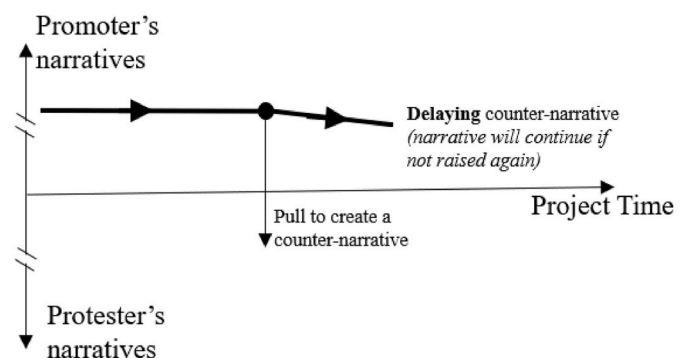 Promoter's
narratives
Delaying counter-narrative
(narrative will continue if
not raised again)
Project Time
Pull to create a
counter-narrative
Protester's
narratives